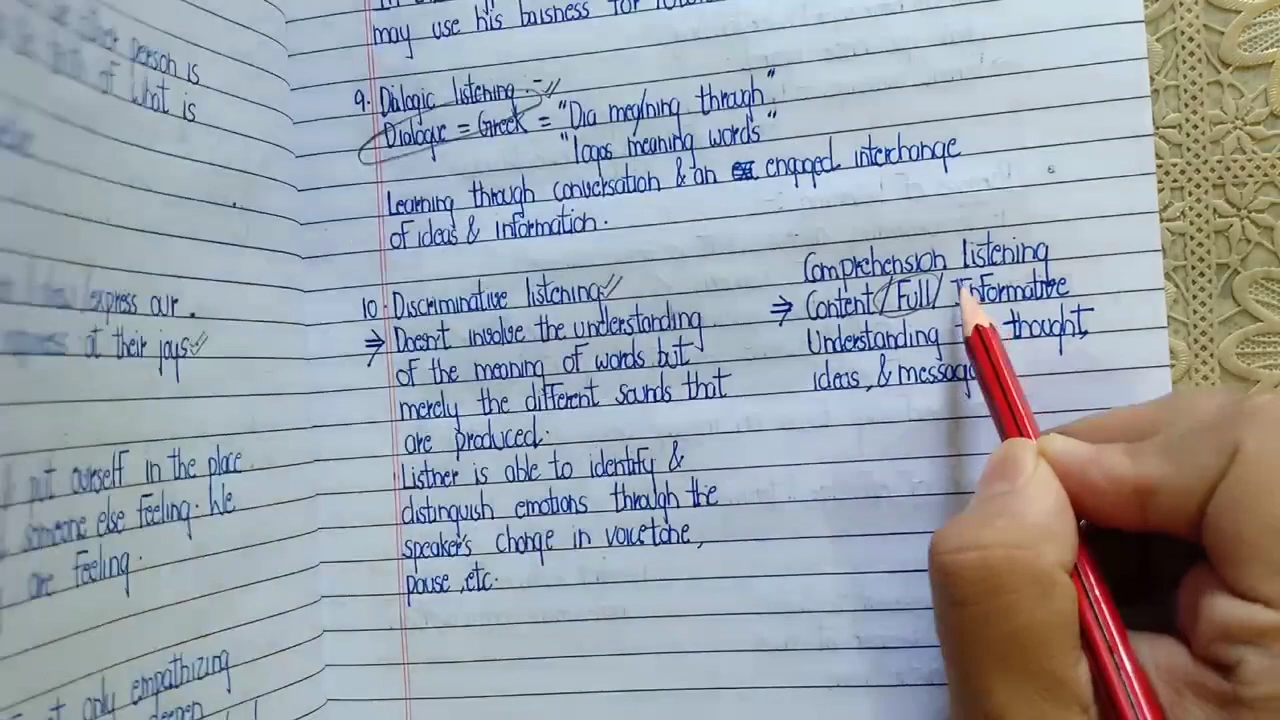 may use his baisness for
9. Dialogic listening.
Dialogue = Greek = "Dia meaning through"
"logos meaning words"
Learning through conversation & an engaged interchange
of ideas & information.
10. Discriminative listening
⇒ Doesn't involve the understanding
of the meaning of words but
merely the different sounds that
are produced.
Listner is able to identify &
distinguish emotions through the
speaker's change in voice tone,
pause, etc.
Comprehension listening
⇒ Content / Full / Informative
Understanding thought,
ideas, & message
person is
of what is
express our.
at their joys
put ourself in the place
someone else feeling. We
are feeling.
only empathizing